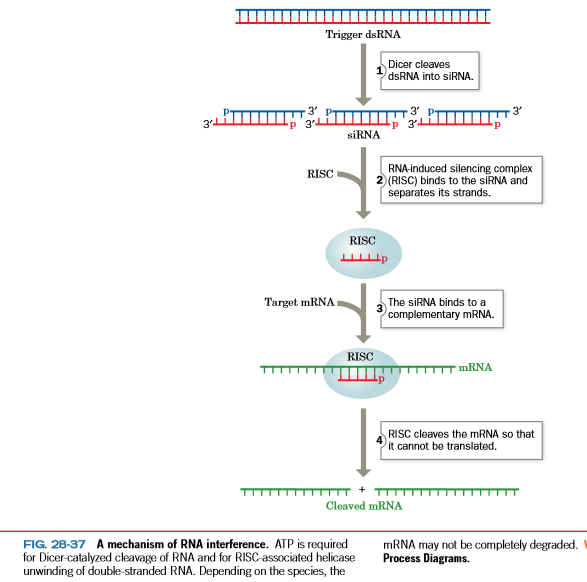 Trigger dsRNA
1 Dicer cleaves
dsRNA into siRNA.
p 3′ p 3′ p 3′
3′ p 3′ p 3′ p
siRNA
RISC
2 RNA-induced silencing complex
(RISC) binds to the siRNA and
separates its strands.
RISC
p
Target mRNA
3 The siRNA binds to a
complementary mRNA.
RISC
mRNA
p
4 RISC cleaves the mRNA so that
it cannot be translated.
+
Cleaved mRNA
FIG. 28-37 A mechanism of RNA interference. ATP is required
for Dicer-catalyzed cleavage of RNA and for RISC-associated helicase
unwinding of double-stranded RNA. Depending on the species, the
mRNA may not be completely degraded.
Process Diagrams.